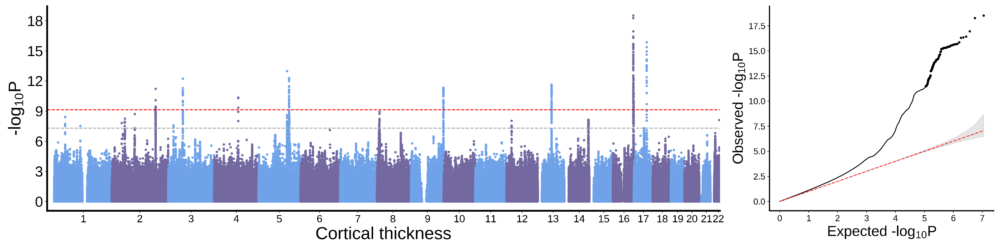 -log10P
18
15
12
9
6
3
0
1 2 3 4 5 6 7 8 9 10 11 12 13 14 15 16 17 18 19 20 21 22
Cortical thickness
Observed -log10P
17.5
15.0
12.5
10.0
7.5
5.0
2.5
0.0
0 1 2 3 4 5 6 7
Expected -log10P